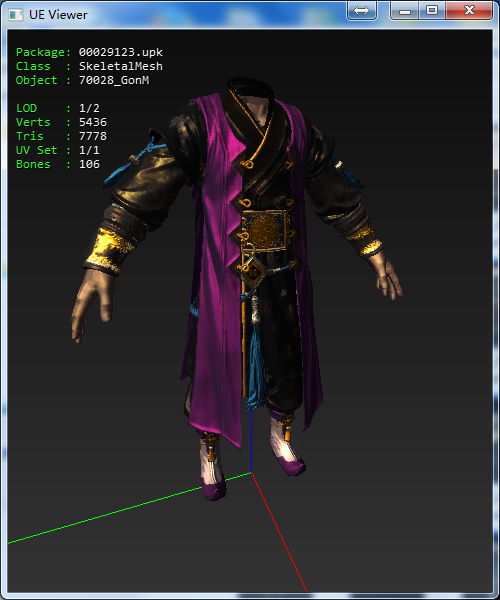 UE Viewer
Package: 00029123.upk
Class  : SkeletalMesh
Object : 70028_GonM
LOD    : 1/2
Verts  : 5436
Tris   : 7778
UV Set : 1/1
Bones  : 106